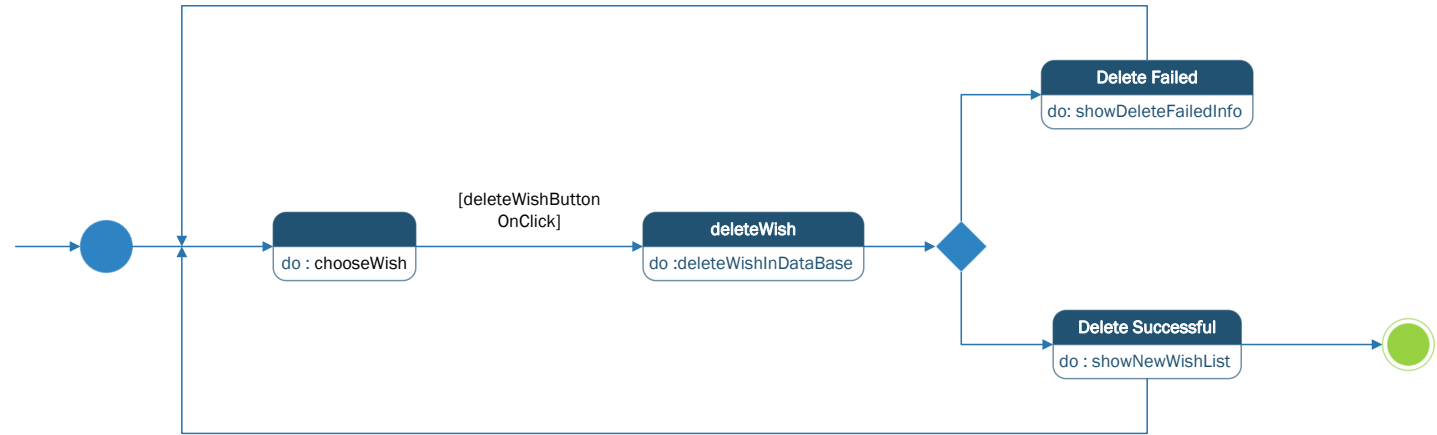 Delete Failed
do: showDeleteFailedInfo
[deleteWishButton
OnClick]
do : chooseWish
deleteWish
do :deleteWishInDataBase
Delete Successful
do : showNewWishList